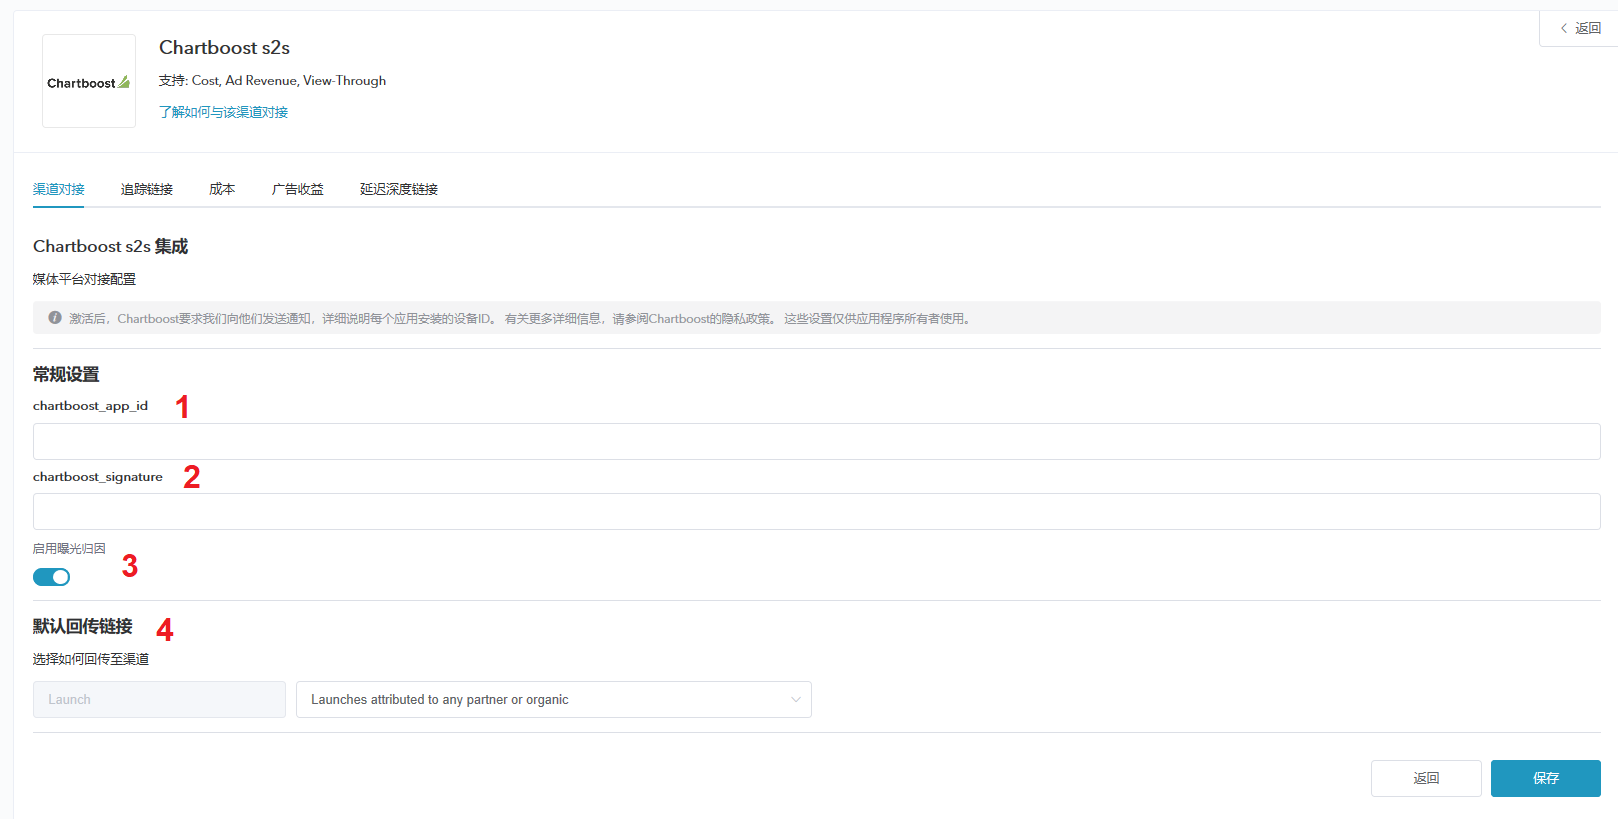 返回
Chartboost
Chartboost s2s
支持: Cost, Ad Revenue, View-Through
了解如何与该渠道对接
渠道对接 追踪链接 成本 广告收益 延迟深度链接
Chartboost s2s 集成
媒体平台对接配置
激活后，Chartboost要求我们向他们发送通知，详细说明每个应用安装的设备ID。 有关更多详细信息，请参阅Chartboost的隐私政策。 这些设置仅供应用程序所有者使用。
常规设置
chartboost_app_id 1
chartboost_signature 2
启用曝光归因
3
默认回传链接 4
选择如何回传至渠道
Launch Launches attributed to any partner or organic
返回 保存